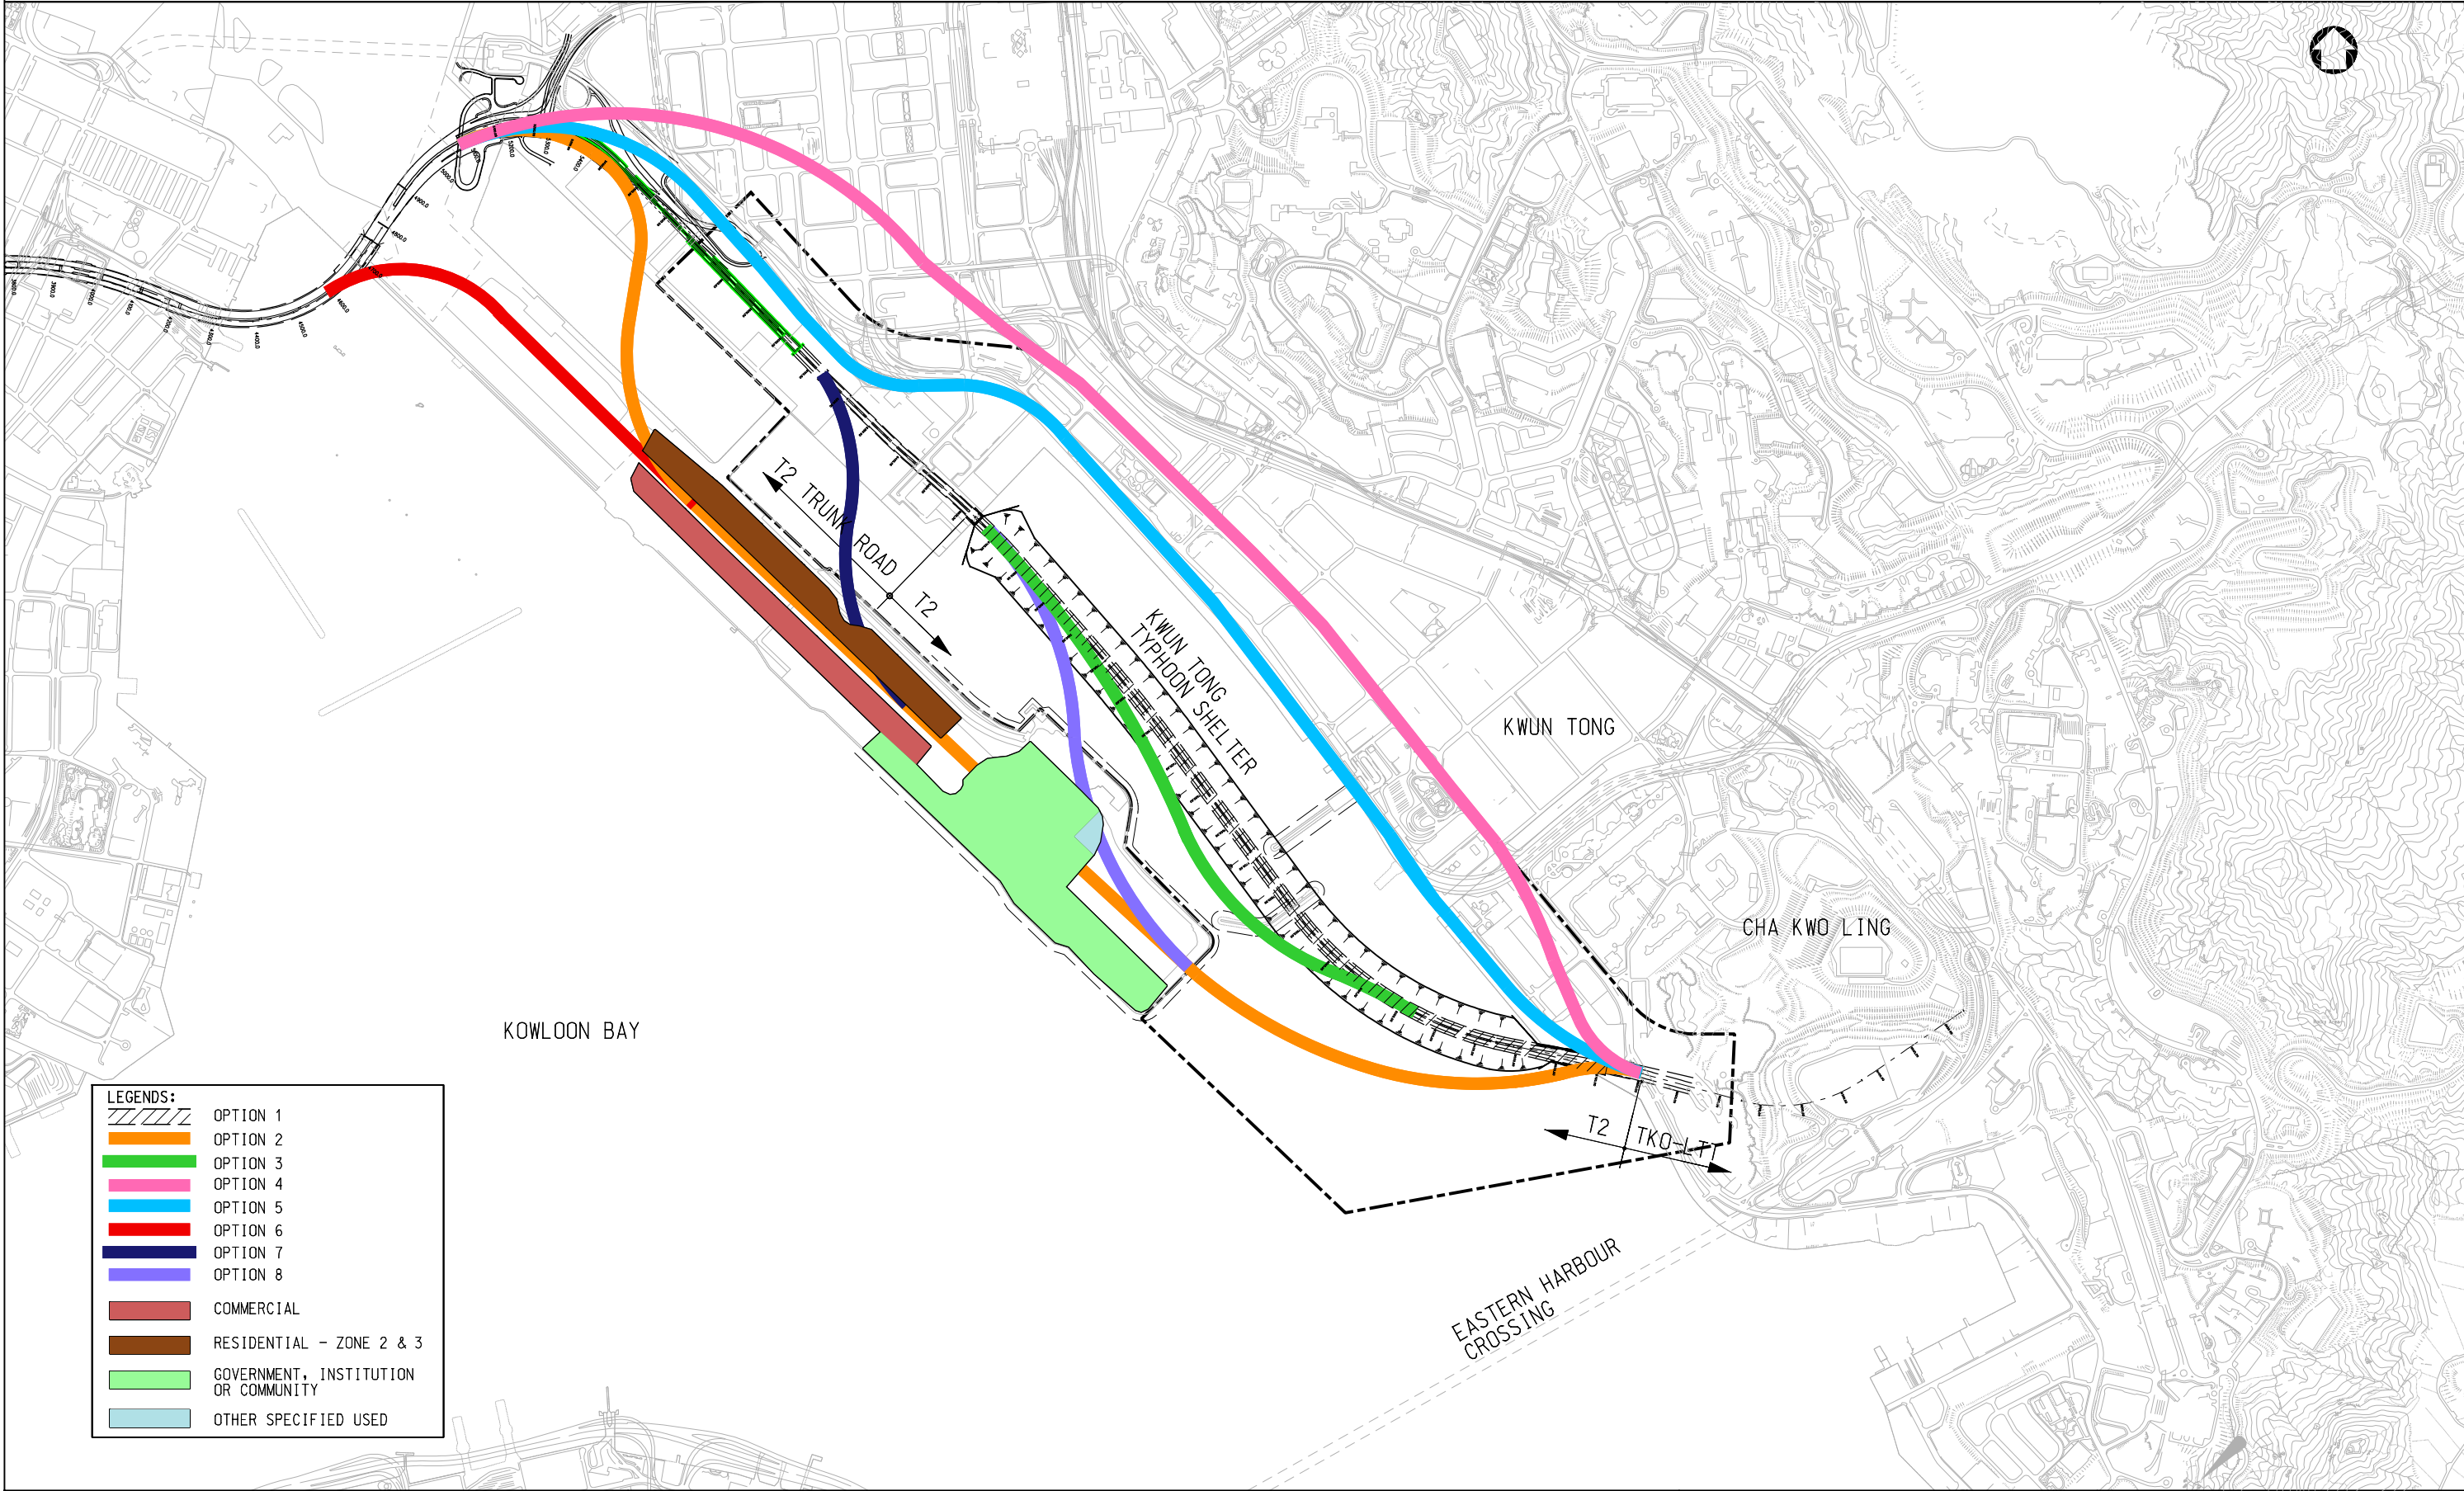 T2 TRUNK ROAD
T2
KWUN TONG
TYPHOON SHELTER
KWUN TONG
CHA KWO LING
KOWLOON BAY
T2
TKO-LTT
EASTERN HARBOUR
CROSSING
LEGENDS:
OPTION 1
OPTION 2
OPTION 3
OPTION 4
OPTION 5
OPTION 6
OPTION 7
OPTION 8
COMMERCIAL
RESIDENTIAL - ZONE 2 & 3
GOVERNMENT, INSTITUTION
OR COMMUNITY
OTHER SPECIFIED USED